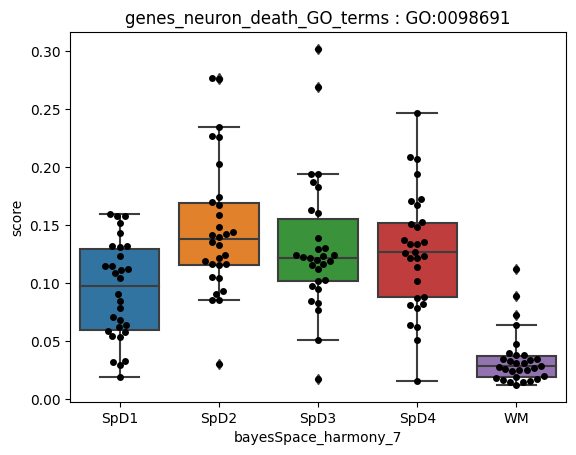 genes_neuron_death_GO_terms : GO:0098691
score
0.30
0.25
0.20
0.15
0.10
0.05
0.00
SpD1 SpD2 SpD3 SpD4 WM
bayesSpace_harmony_7